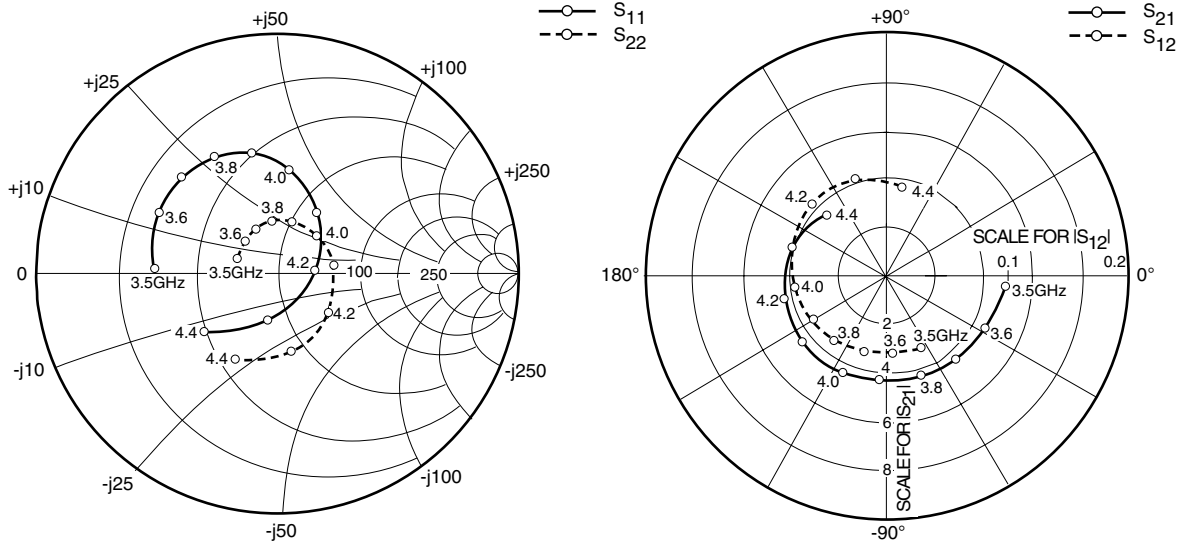 S11
S22
+j50
+j25
+j100
+j10
+j250
3.8
4.0
3.6
3.8
3.6
4.0
3.5GHz
4.2
100
250
0
∞
3.5GHz
4.2
4.4
4.4
-j10
-j250
-j25
-j100
-j50
S21
S12
+90°
4.2
4.4
4.4
SCALE FOR |S12|
0.1
0.2
180°
0°
3.5GHz
4.0
4.2
2
3.8
3.6
3.5GHz
3.6
4
4.0
3.8
6
SCALE FOR |S21|
8
-90°